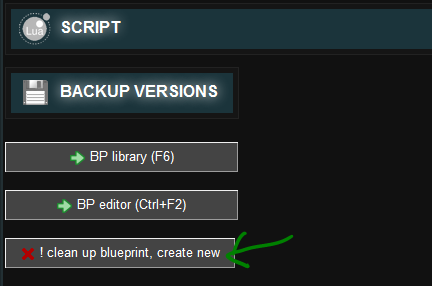 Lua
SCRIPT
BACKUP VERSIONS
BP library (F6)
BP editor (Ctrl+F2)
! clean up blueprint, create new